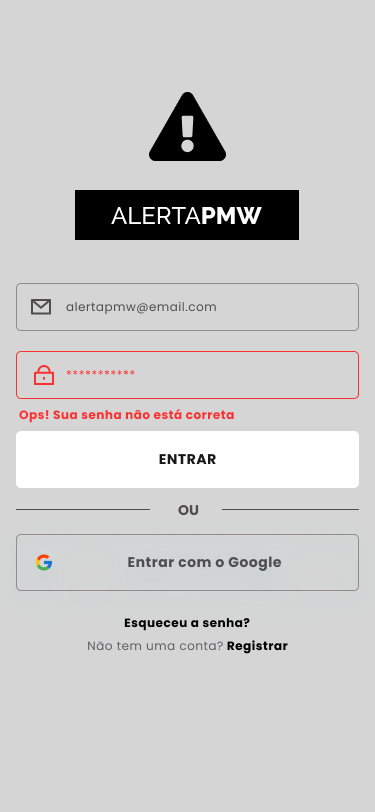 ALERTAPMW
alertapmw@email.com
***********
Ops! Sua senha não está correta
ENTRAR
OU
Entrar com o Google
Esqueceu a senha?
Não tem uma conta? Registrar